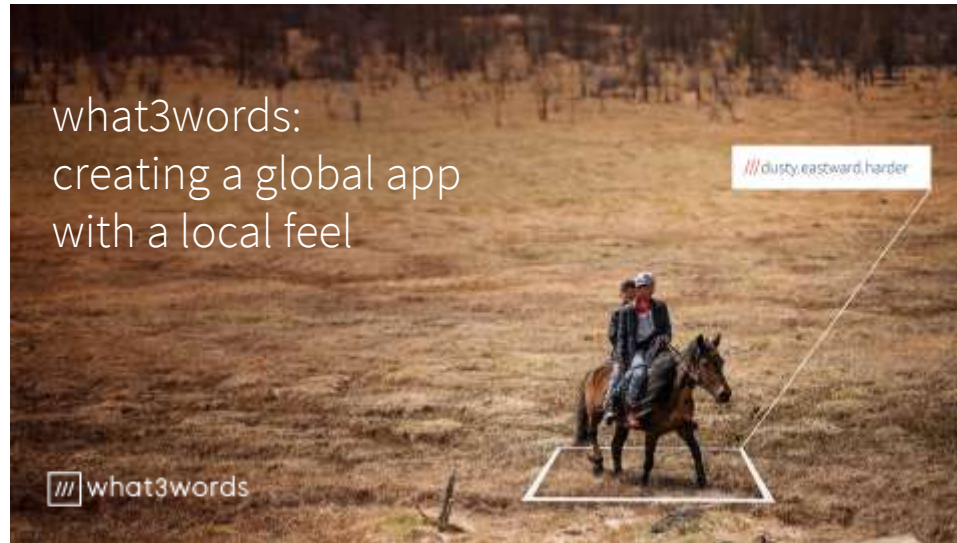 what3words:
creating a global app
with a local feel
///dusty.eastward.harder
/// what3words